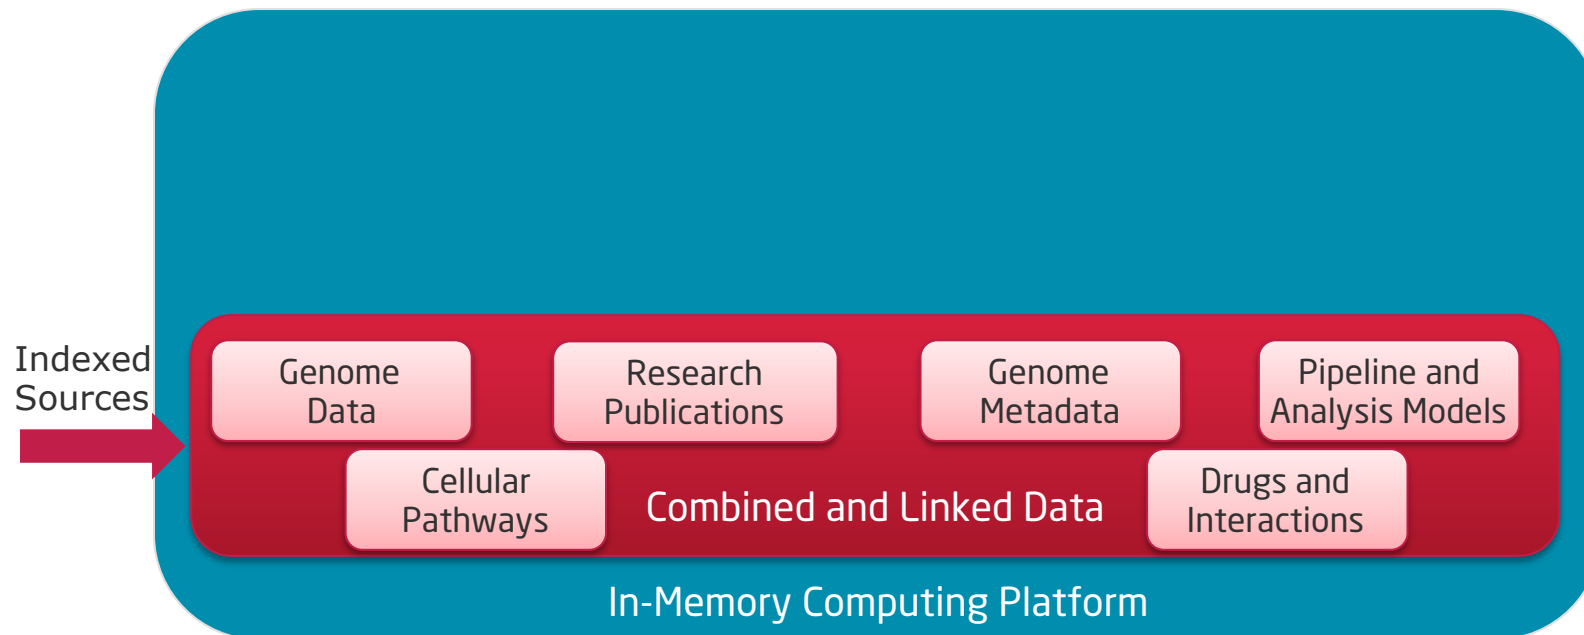 Indexed
Sources
Genome
Data
Research
Publications
Genome
Metadata
Pipeline and
Analysis Models
Cellular
Pathways
Combined and Linked Data
Drugs and
Interactions
In-Memory Computing Platform